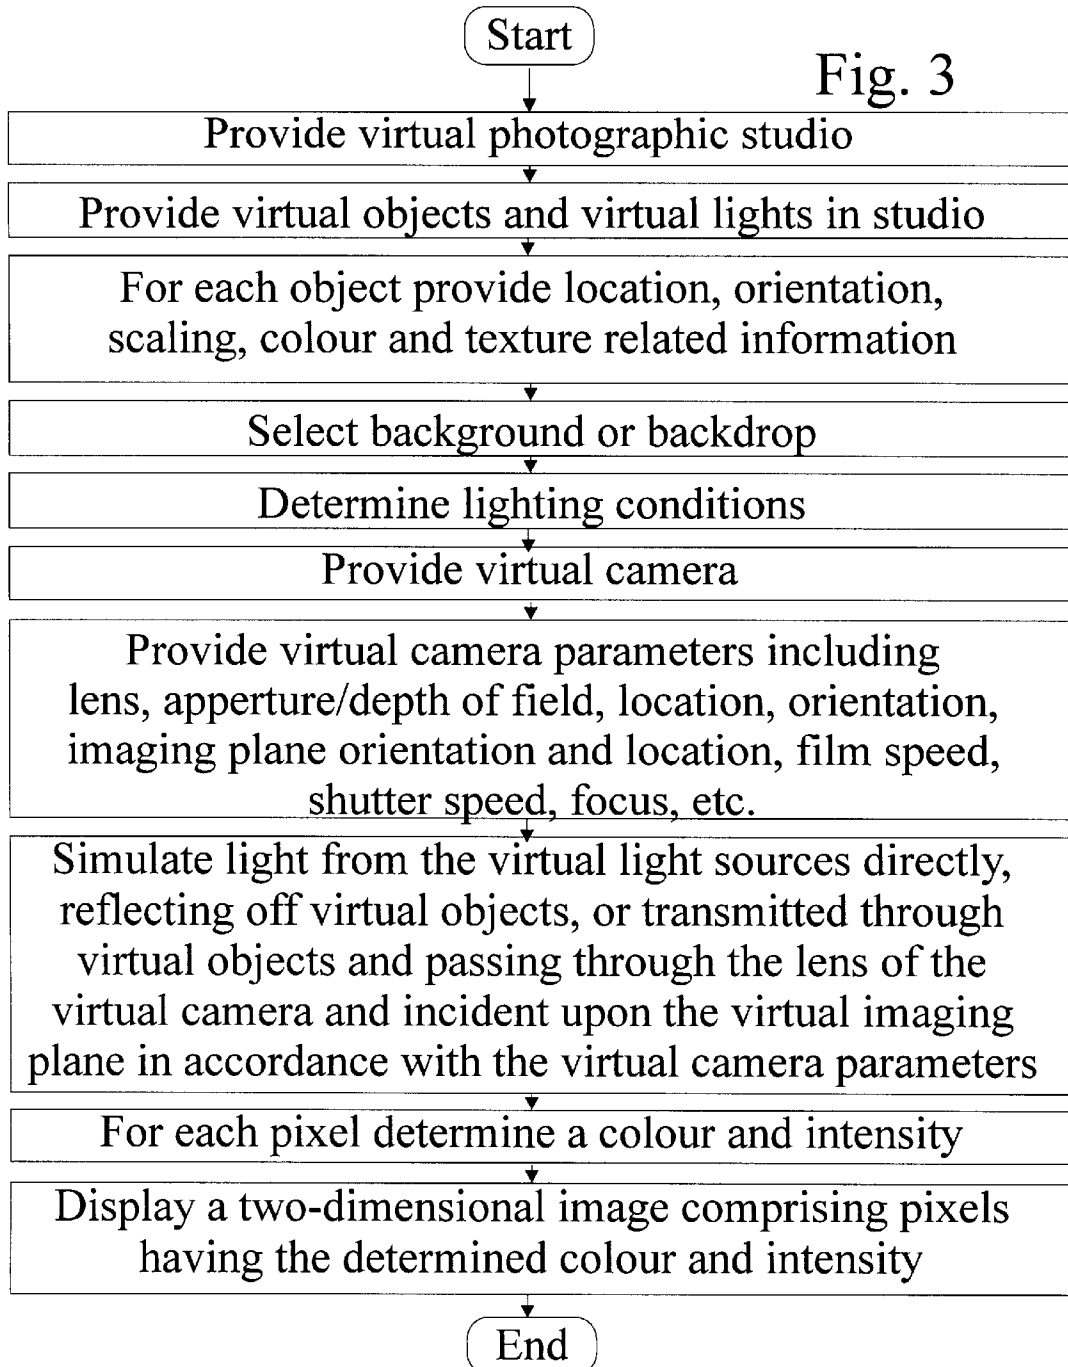 Start
Fig. 3
Provide virtual photographic studio
Provide virtual objects and virtual lights in studio
For each object provide location, orientation,
scaling, colour and texture related information
Select background or backdrop
Determine lighting conditions
Provide virtual camera
Provide virtual camera parameters including
lens, apperture/depth of field, location, orientation,
imaging plane orientation and location, film speed,
shutter speed, focus, etc.
Simulate light from the virtual light sources directly,
reflecting off virtual objects, or transmitted through
virtual objects and passing through the lens of the
virtual camera and incident upon the virtual imaging
plane in accordance with the virtual camera parameters
For each pixel determine a colour and intensity
Display a two-dimensional image comprising pixels
having the determined colour and intensity
End